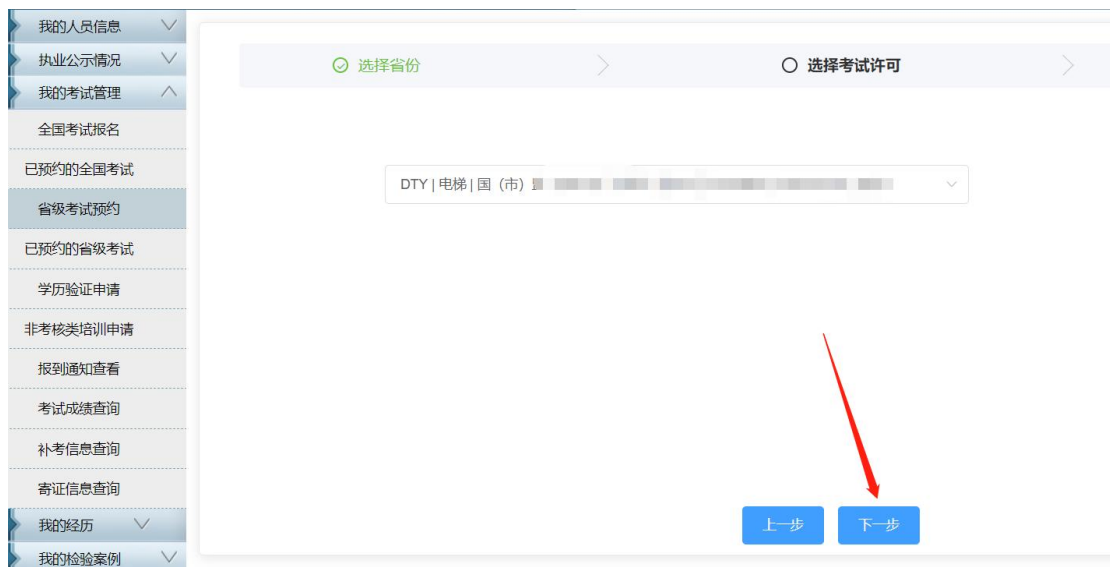 我的人员信息
执业公示情况
我的考试管理
全国考试报名
已预约的全国考试
省级考试预约
已预约的省级考试
学历验证申请
非考核类培训申请
报到通知查看
考试成绩查询
补考信息查询
寄证信息查询
我的经历
我的检验案例
选择省份
选择考试许可
DTY | 电梯 | 国（市）
上一步
下一步